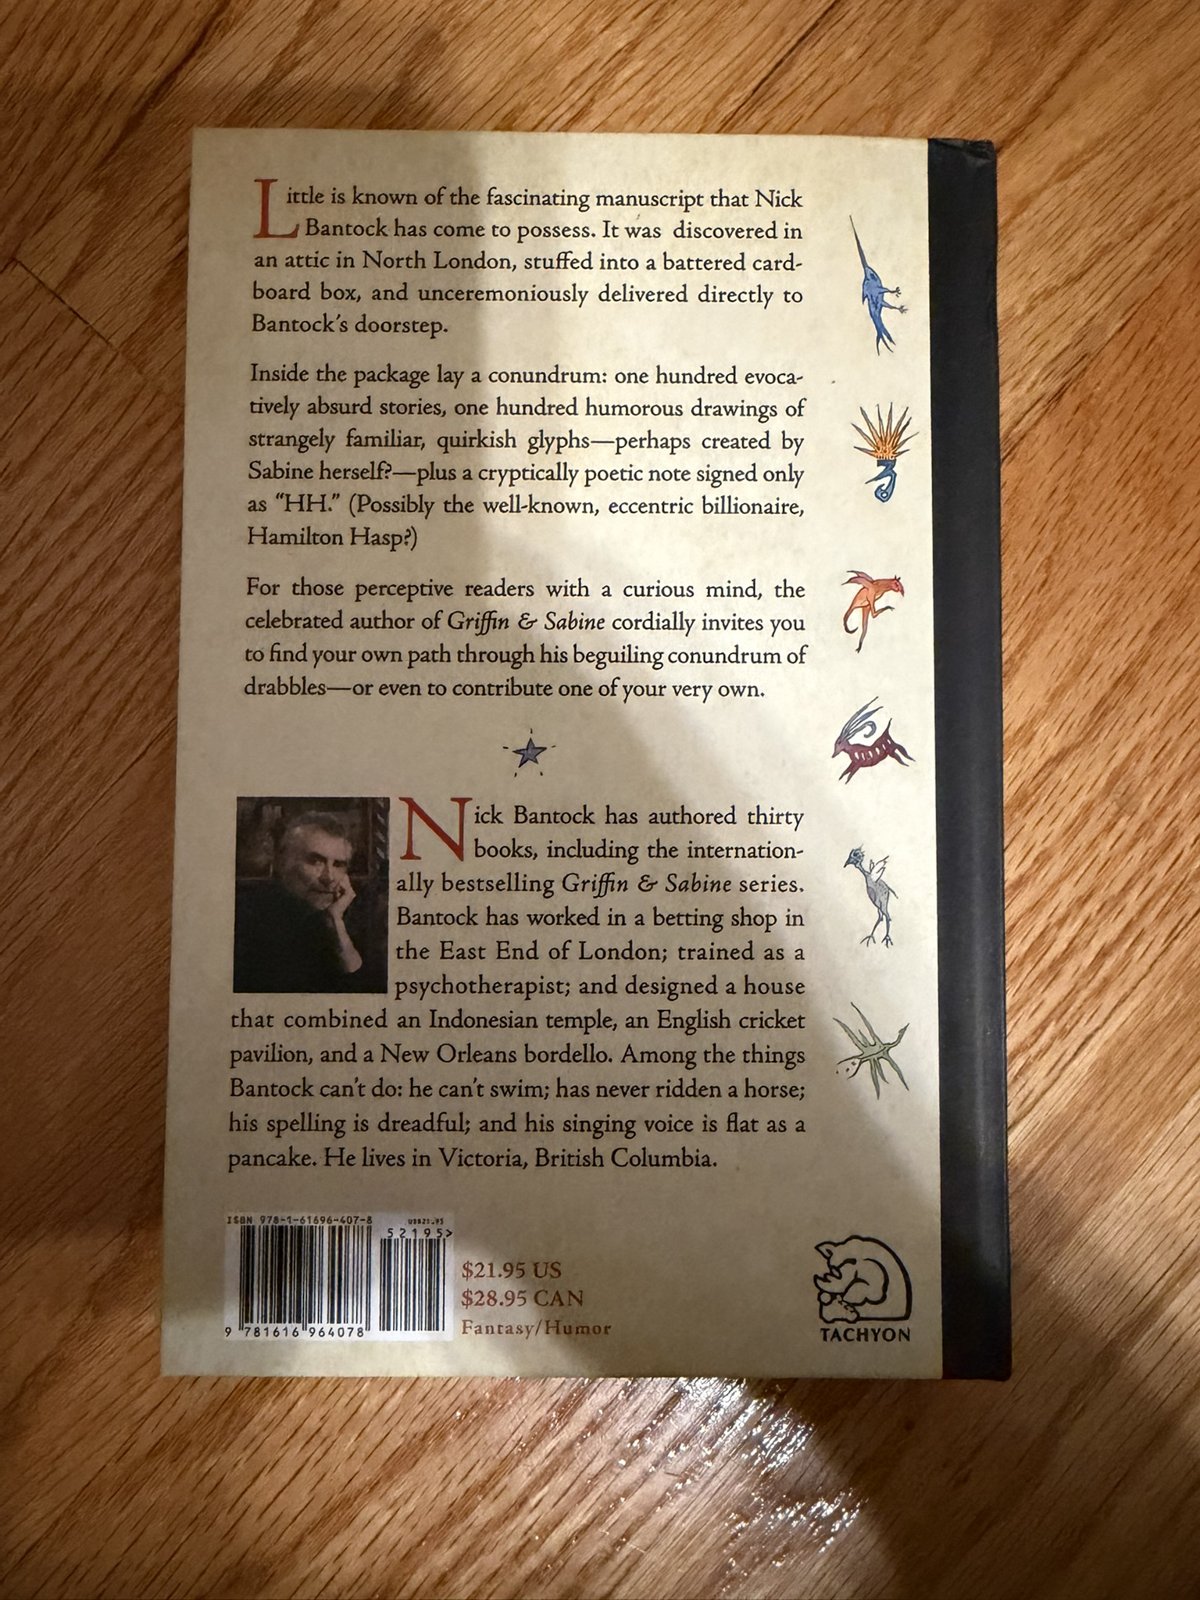 Little is known of the fascinating manuscript that Nick
Bantock has come to possess. It was discovered in
an attic in North London, stuffed into a battered card-
board box, and unceremoniously delivered directly to
Bantock's doorstep.
Inside the package lay a conundrum: one hundred evoca-
tively absurd stories, one hundred humorous drawings of
strangely familiar, quirkish glyphs—perhaps created by
Sabine herself?—plus a cryptically poetic note signed only
as “HH.” (Possibly the well-known, eccentric billionaire,
Hamilton Hasp?)
For those perceptive readers with a curious mind, the
celebrated author of Griffin & Sabine cordially invites you
to find your own path through his beguiling conundrum of
drabbles—or even to contribute one of your very own.
Nick Bantock has authored thirty
books, including the internation-
ally bestselling Griffin & Sabine series.
Bantock has worked in a betting shop in
the East End of London; trained as a
psychotherapist; and designed a house
that combined an Indonesian temple, an English cricket
pavilion, and a New Orleans bordello. Among the things
Bantock can't do: he can't swim; has never ridden a horse;
his spelling is dreadful; and his singing voice is flat as a
pancake. He lives in Victoria, British Columbia.
ISBN 978-1-61696-407-8
US$21.95
52195>
9 781616 964078
$21.95 US
$28.95 CAN
Fantasy/Humor
TACHYON